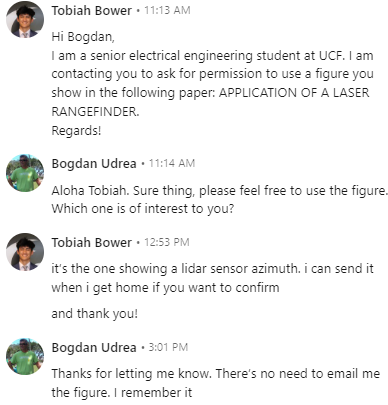 Tobiah Bower • 11:13 AM
Hi Bogdan,
I am a senior electrical engineering student at UCF. I am
contacting you to ask for permission to use a figure you
show in the following paper: APPLICATION OF A LASER
RANGEFINDER.
Regards!
Bogdan Udrea • 11:14 AM
Aloha Tobiah. Sure thing, please feel free to use the figure.
Which one is of interest to you?
Tobiah Bower • 12:53 PM
it's the one showing a lidar sensor azimuth. i can send it
when i get home if you want to confirm
and thank you!
Bogdan Udrea • 3:01 PM
Thanks for letting me know. There's no need to email me
the figure. I remember it